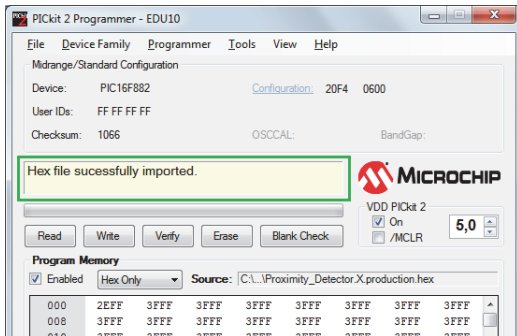 PICkit 2 Programmer - EDU10
File Device Family Programmer Tools View Help
Midrange/Standard Configuration
Device: PIC16F882 Configuration: 20F4 0600
User IDs: FF FF FF FF
Checksum: 1066 OSCCAL: BandGap:
Hex file sucessfully imported.
MICROCHIP
VDD PICkit 2
On
/MCLR
5,0
Read Write Verify Erase Blank Check
Program Memory
Enabled Hex Only Source: C:\...\Proximity_Detector.X.production.hex
000 2EFF 3FFF 3FFF 3FFF 3FFF 3FFF 3FFF 3FFF
008 3FFF 3FFF 3FFF 3FFF 3FFF 3FFF 3FFF 3FFF